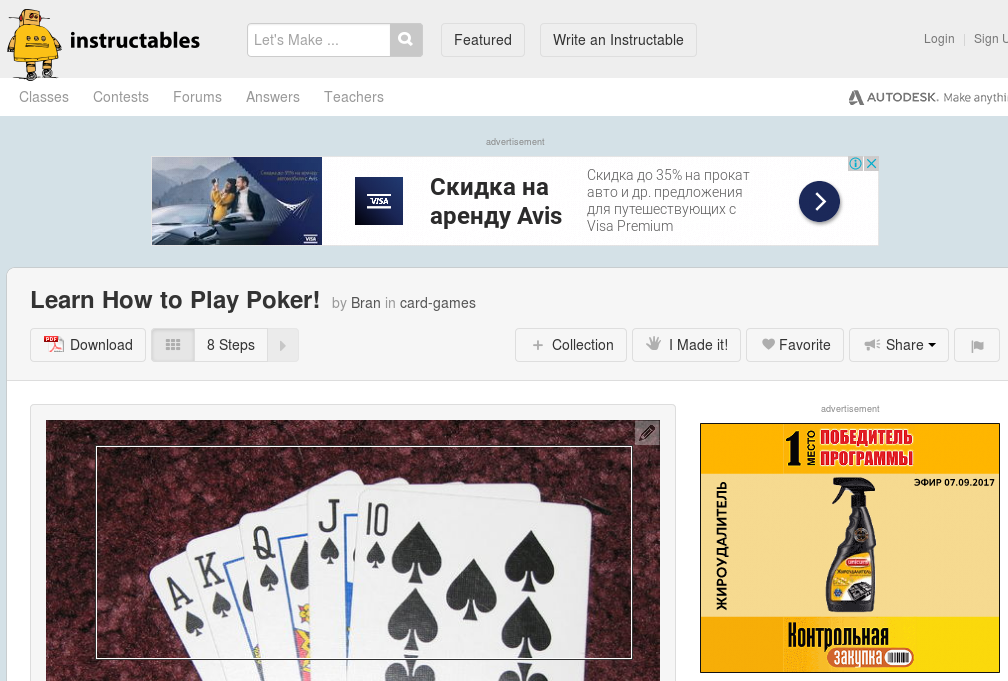 instructables
Let's Make ...
Featured
Write an Instructable
Login
Sign U
Classes
Contests
Forums
Answers
Teachers
AUTODESK. Make anythi
advertisement
VISA
VISA
Скидка на
аренду Avis
Скидка до 35% на прокат
авто и др. предложения
для путешествующих с
Visa Premium
Learn How to Play Poker! by Bran in card-games
PDF
Download
8 Steps
Collection
I Made it!
Favorite
Share
A
K
Q
J
10
advertisement
1 МЕСТО
ПОБЕДИТЕЛЬ
ПРОГРАММЫ
ЭФИР 07.09.2017
ЖИРОУДАЛИТЕЛЬ
Контрольная
закупка